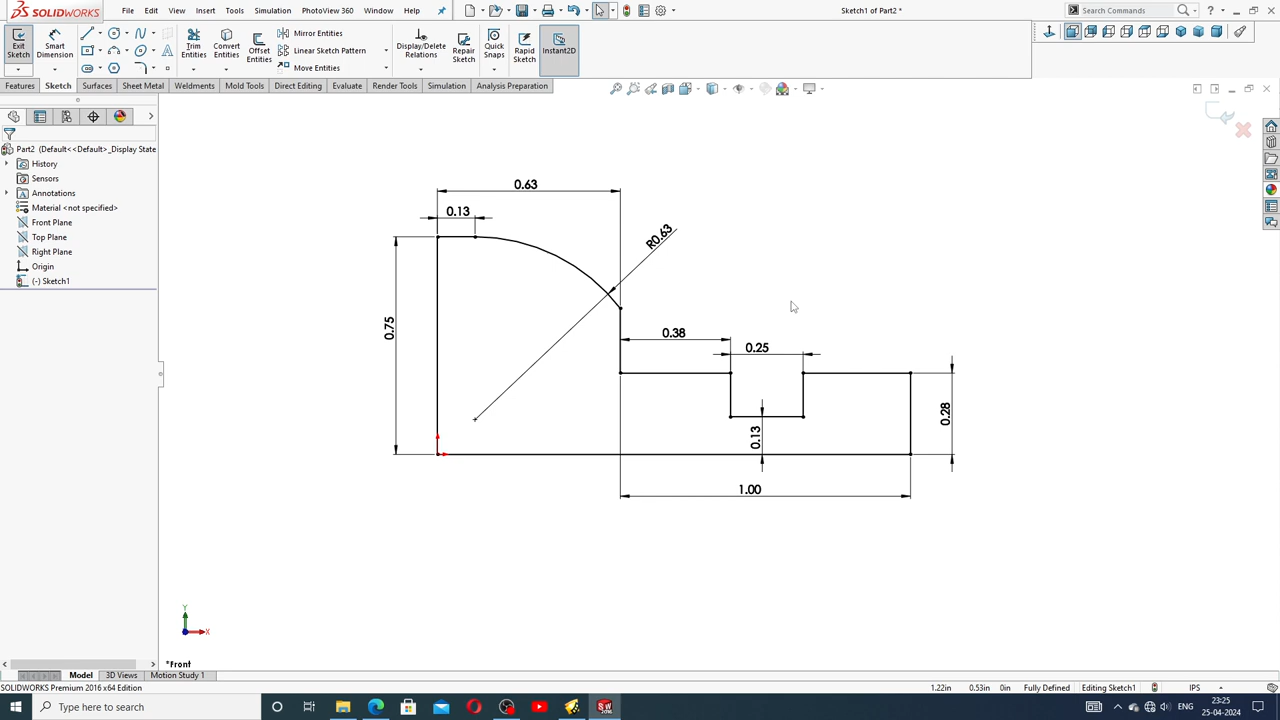 SOLIDWORKS File Edit View Insert Tools Simulation PhotoView 360 Window Help Sketch1 of Part2 * Search Commands
Exit Sketch
Smart Dimension
Trim Entities
Convert Entities
Offset Entities
Mirror Entities
Linear Sketch Pattern
Move Entities
Display/Delete Relations
Repair Sketch
Quick Snaps
Rapid Sketch
Instant2D
Features Sketch Surfaces Sheet Metal Weldments Mold Tools Direct Editing Evaluate Render Tools Simulation Analysis Preparation
Part2 (Default<<Default>_Display State
History
Sensors
Annotations
Material <not specified>
Front Plane
Top Plane
Right Plane
Origin
(-) Sketch1
0.63
0.13
R0.63
0.75
0.38
0.25
0.28
0.13
1.00
Y
X
*Front
Model 3D Views Motion Study 1
SOLIDWORKS Premium 2016 x64 Edition 1.22in 0.53in 0in Fully Defined Editing Sketch1 IPS
Type here to search
ENG
23:25
25-04-2024